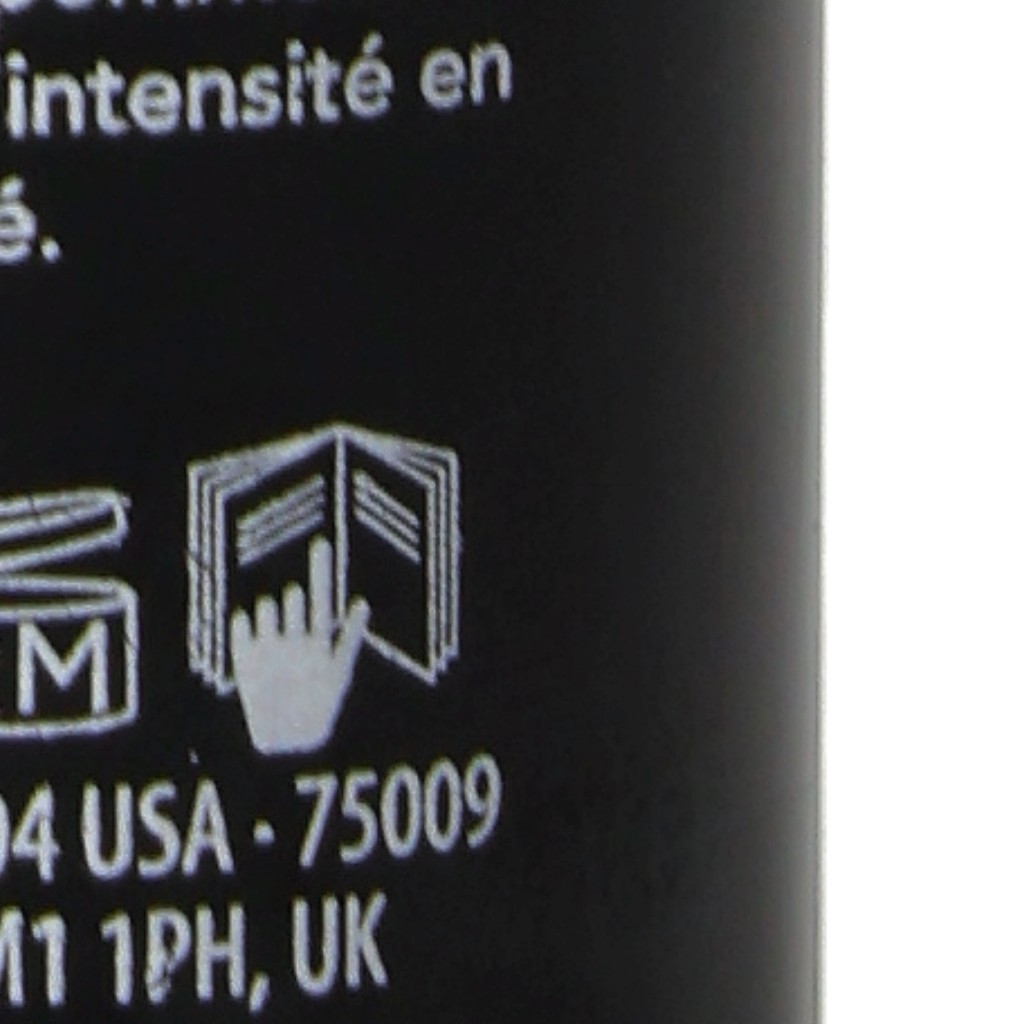 intensité en
é.
M
04 USA · 75009
M1 1PH, UK